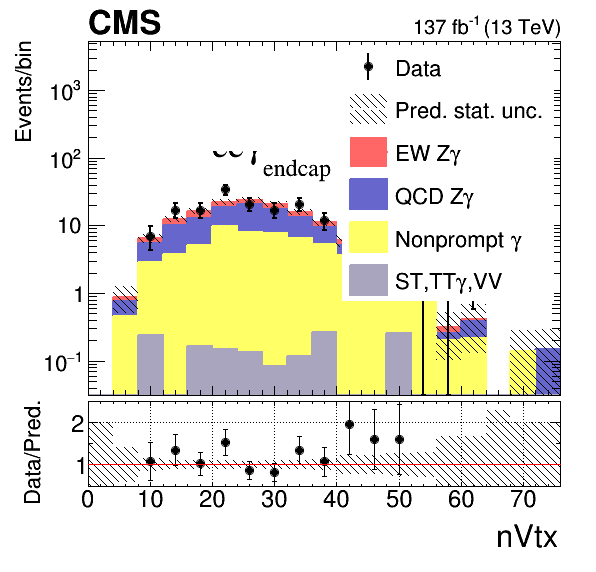 CMS 137 fb⁻¹ (13 TeV)
Events/bin
10³
10²
10
1
10⁻¹
Data
Pred. stat. unc.
EW Zγ
QCD Zγ
Nonprompt γ
ST,TTγ,VV
endcap
Data/Pred.
2
1
0 10 20 30 40 50 60 70
nVtx